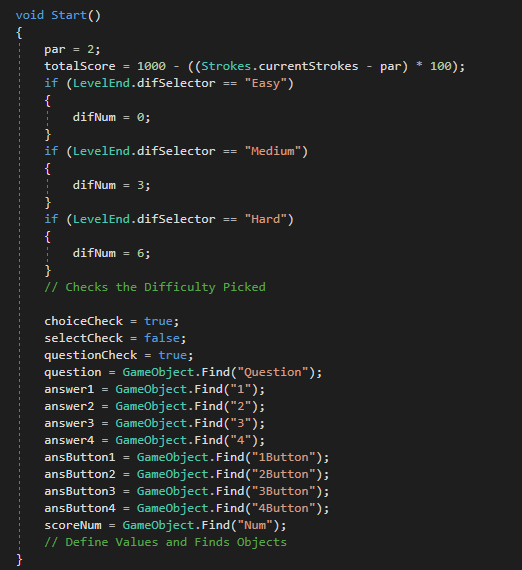 void Start()
{
    par = 2;
    totalScore = 1000 - ((Strokes.currentStrokes - par) * 100);
    if (LevelEnd.difSelector == "Easy")
    {
        difNum = 0;
    }
    if (LevelEnd.difSelector == "Medium")
    {
        difNum = 3;
    }
    if (LevelEnd.difSelector == "Hard")
    {
        difNum = 6;
    }
    // Checks the Difficulty Picked

    choiceCheck = true;
    selectCheck = false;
    questionCheck = true;
    question = GameObject.Find("Question");
    answer1 = GameObject.Find("1");
    answer2 = GameObject.Find("2");
    answer3 = GameObject.Find("3");
    answer4 = GameObject.Find("4");
    ansButton1 = GameObject.Find("1Button");
    ansButton2 = GameObject.Find("2Button");
    ansButton3 = GameObject.Find("3Button");
    ansButton4 = GameObject.Find("4Button");
    scoreNum = GameObject.Find("Num");
    // Define Values and Finds Objects
}